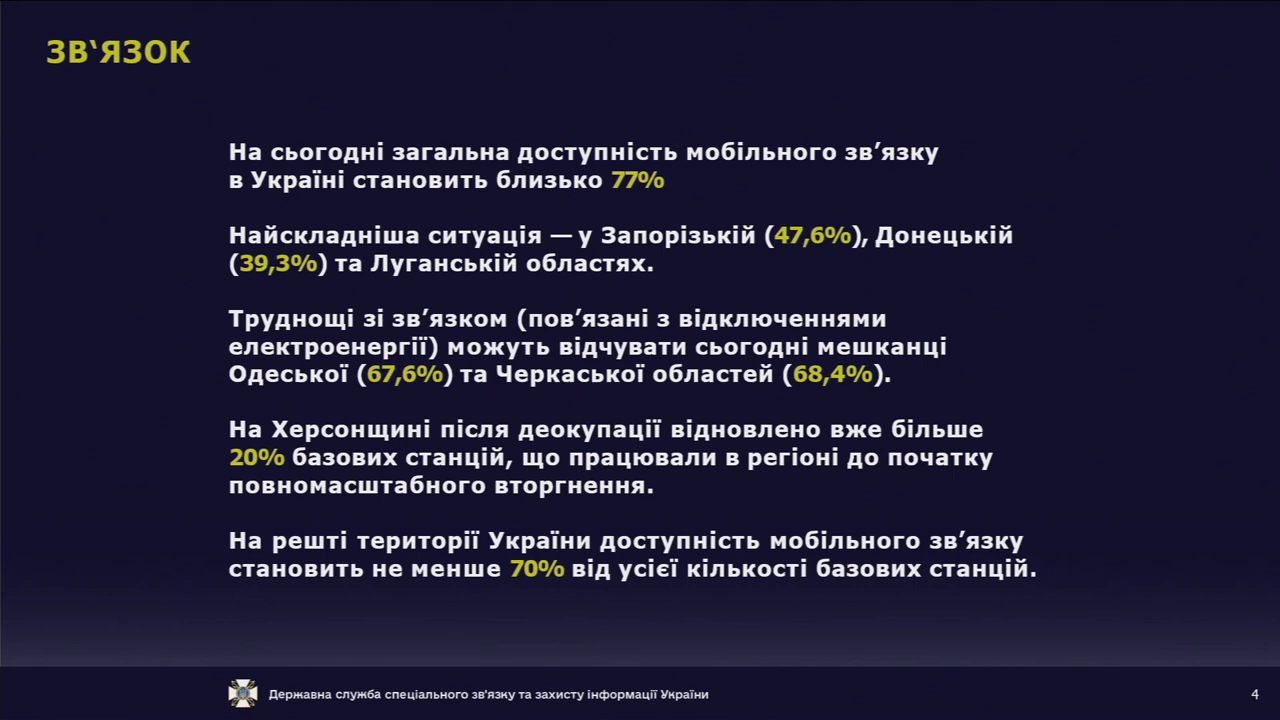 ЗВ‘ЯЗОК
На сьогодні загальна доступність мобільного зв’язку
в Україні становить близько 77%
Найскладніша ситуація — у Запорізькій (47,6%), Донецькій
(39,3%) та Луганській областях.
Труднощі зі зв’язком (пов’язані з відключеннями
електроенергії) можуть відчувати сьогодні мешканці
Одеської (67,6%) та Черкаської областей (68,4%).
На Херсонщині після деокупації відновлено вже більше
20% базових станцій, що працювали в регіоні до початку
повномасштабного вторгнення.
На решті території України доступність мобільного зв’язку
становить не менше 70% від усієї кількості базових станцій.
Державна служба спеціального зв'язку та захисту інформації України
4